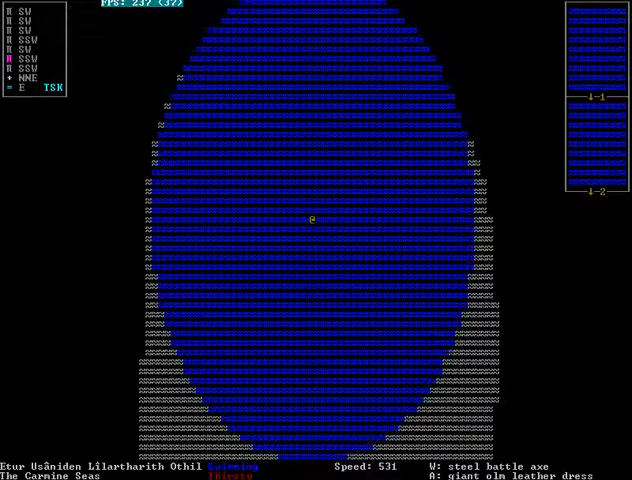 FPS: 237 (37)
π SW
π SW
π SW
π SSW
π SW
π SSW
π SSW
+ NNE
= E TSK
↓-1
↓-2
Etur Usâniden Lîlartharith Othil Swimming Speed: 531 W: steel battle axe
The Carmine Seas Thirsty A: giant olm leather dress